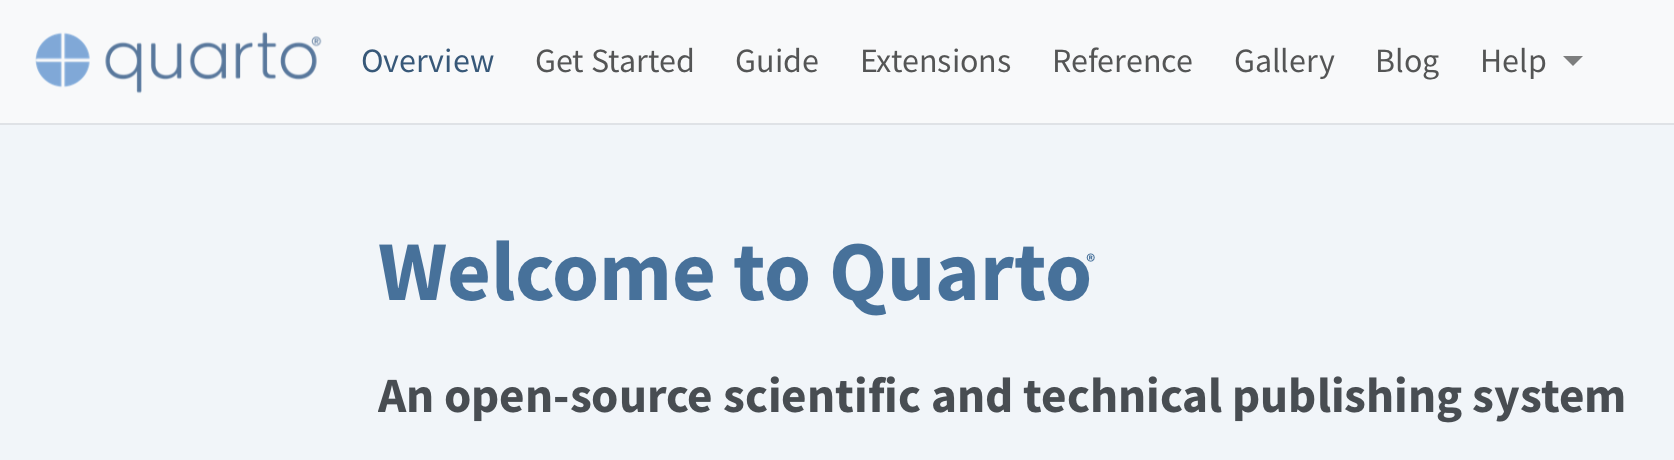 quarto® Overview Get Started Guide Extensions Reference Gallery Blog Help
Welcome to Quarto®
An open-source scientific and technical publishing system